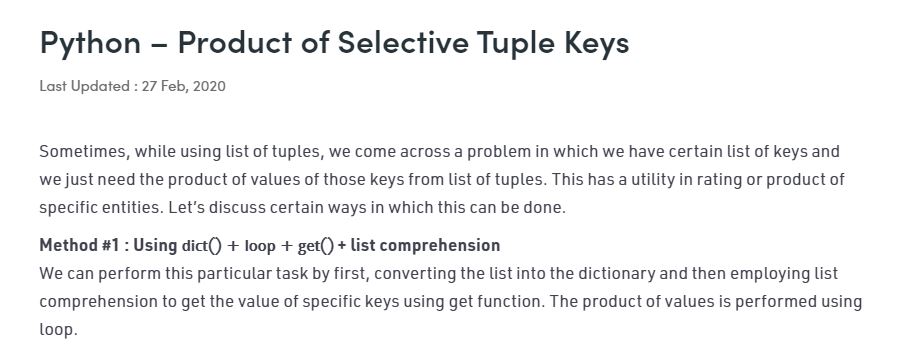 Python – Product of Selective Tuple Keys
Last Updated : 27 Feb, 2020
Sometimes, while using list of tuples, we come across a problem in which we have certain list of keys and
we just need the product of values of those keys from list of tuples. This has a utility in rating or product of
specific entities. Let’s discuss certain ways in which this can be done.
Method #1 : Using dict() + loop + get() + list comprehension
We can perform this particular task by first, converting the list into the dictionary and then employing list
comprehension to get the value of specific keys using get function. The product of values is performed using
loop.